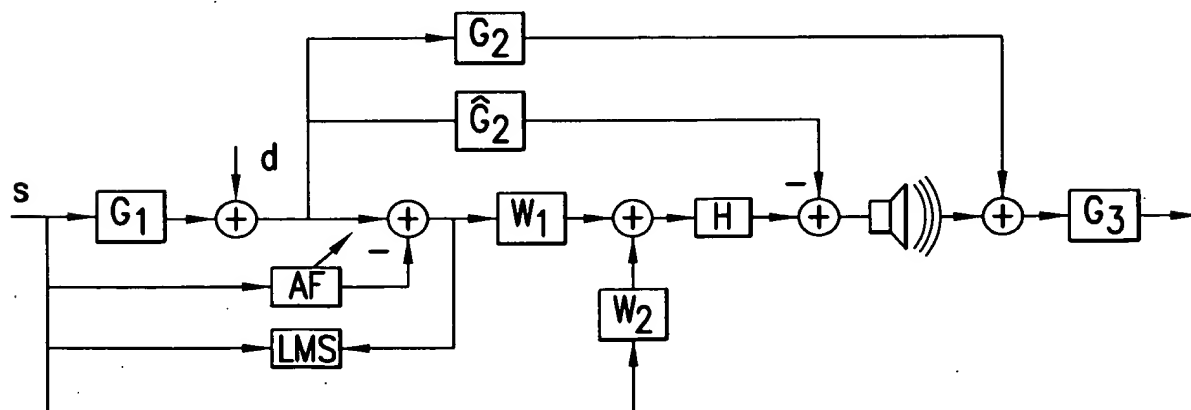 G2
Ĝ2
d
s
G1
+
+
−
W1
+
H
−
+
+
G3
AF
W2
LMS